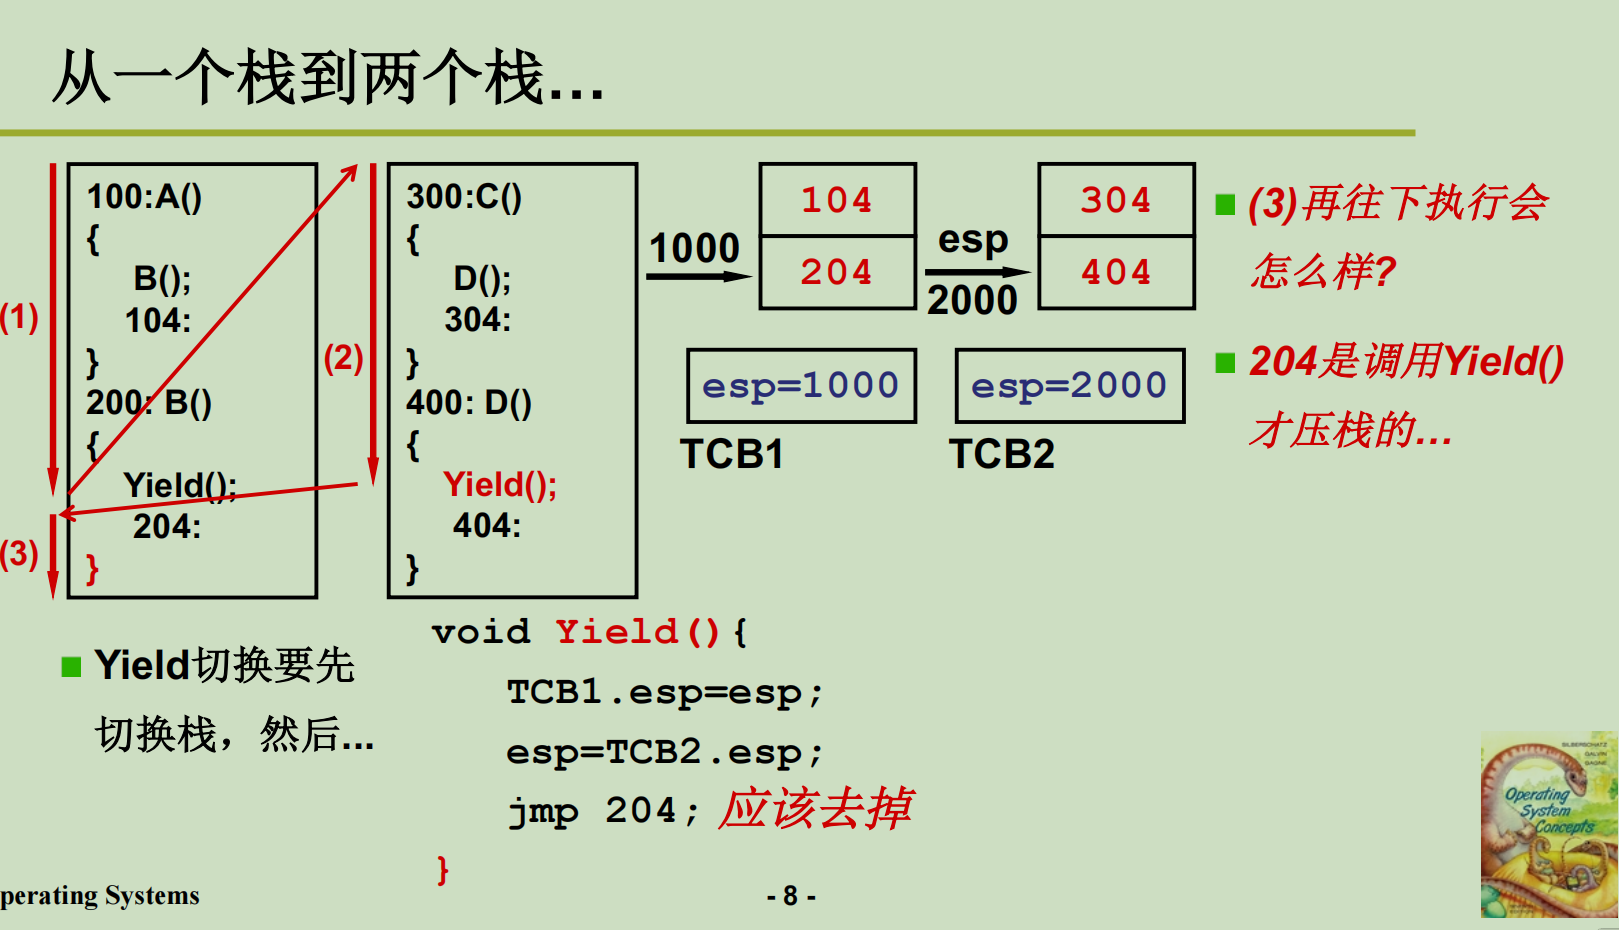 从一个栈到两个栈...
100:A()
{
B();
104:
}
200: B()
{
Yield();
204:
}
(1)
(3)
300:C()
{
D();
304:
}
400: D()
{
Yield();
404:
}
(2)
1000
104
204
esp
2000
304
404
esp=1000
TCB1
esp=2000
TCB2
(3)再往下执行会
怎么样?
204是调用Yield()
才压栈的...
Yield切换要先
切换栈，然后...
void Yield(){
TCB1.esp=esp;
esp=TCB2.esp;
jmp 204; 应该去掉
}
perating Systems
- 8 -
SILBERSCHATZ
GALVIN
GAGNE
Operating
System
Concepts